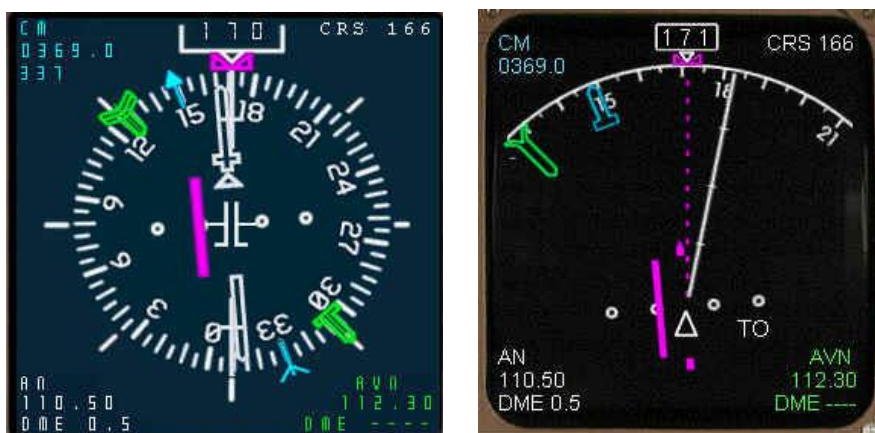 CM
0369.0
337
170
CRS 166
15
18
21
24
27
30
33
0
3
6
9
12
AN
110.50
DME 0.5
AVN
112.30
DME ----
CM
0369.0
171
CRS 166
15
18
21
TO
AN
110.50
DME 0.5
AVN
112.30
DME ----